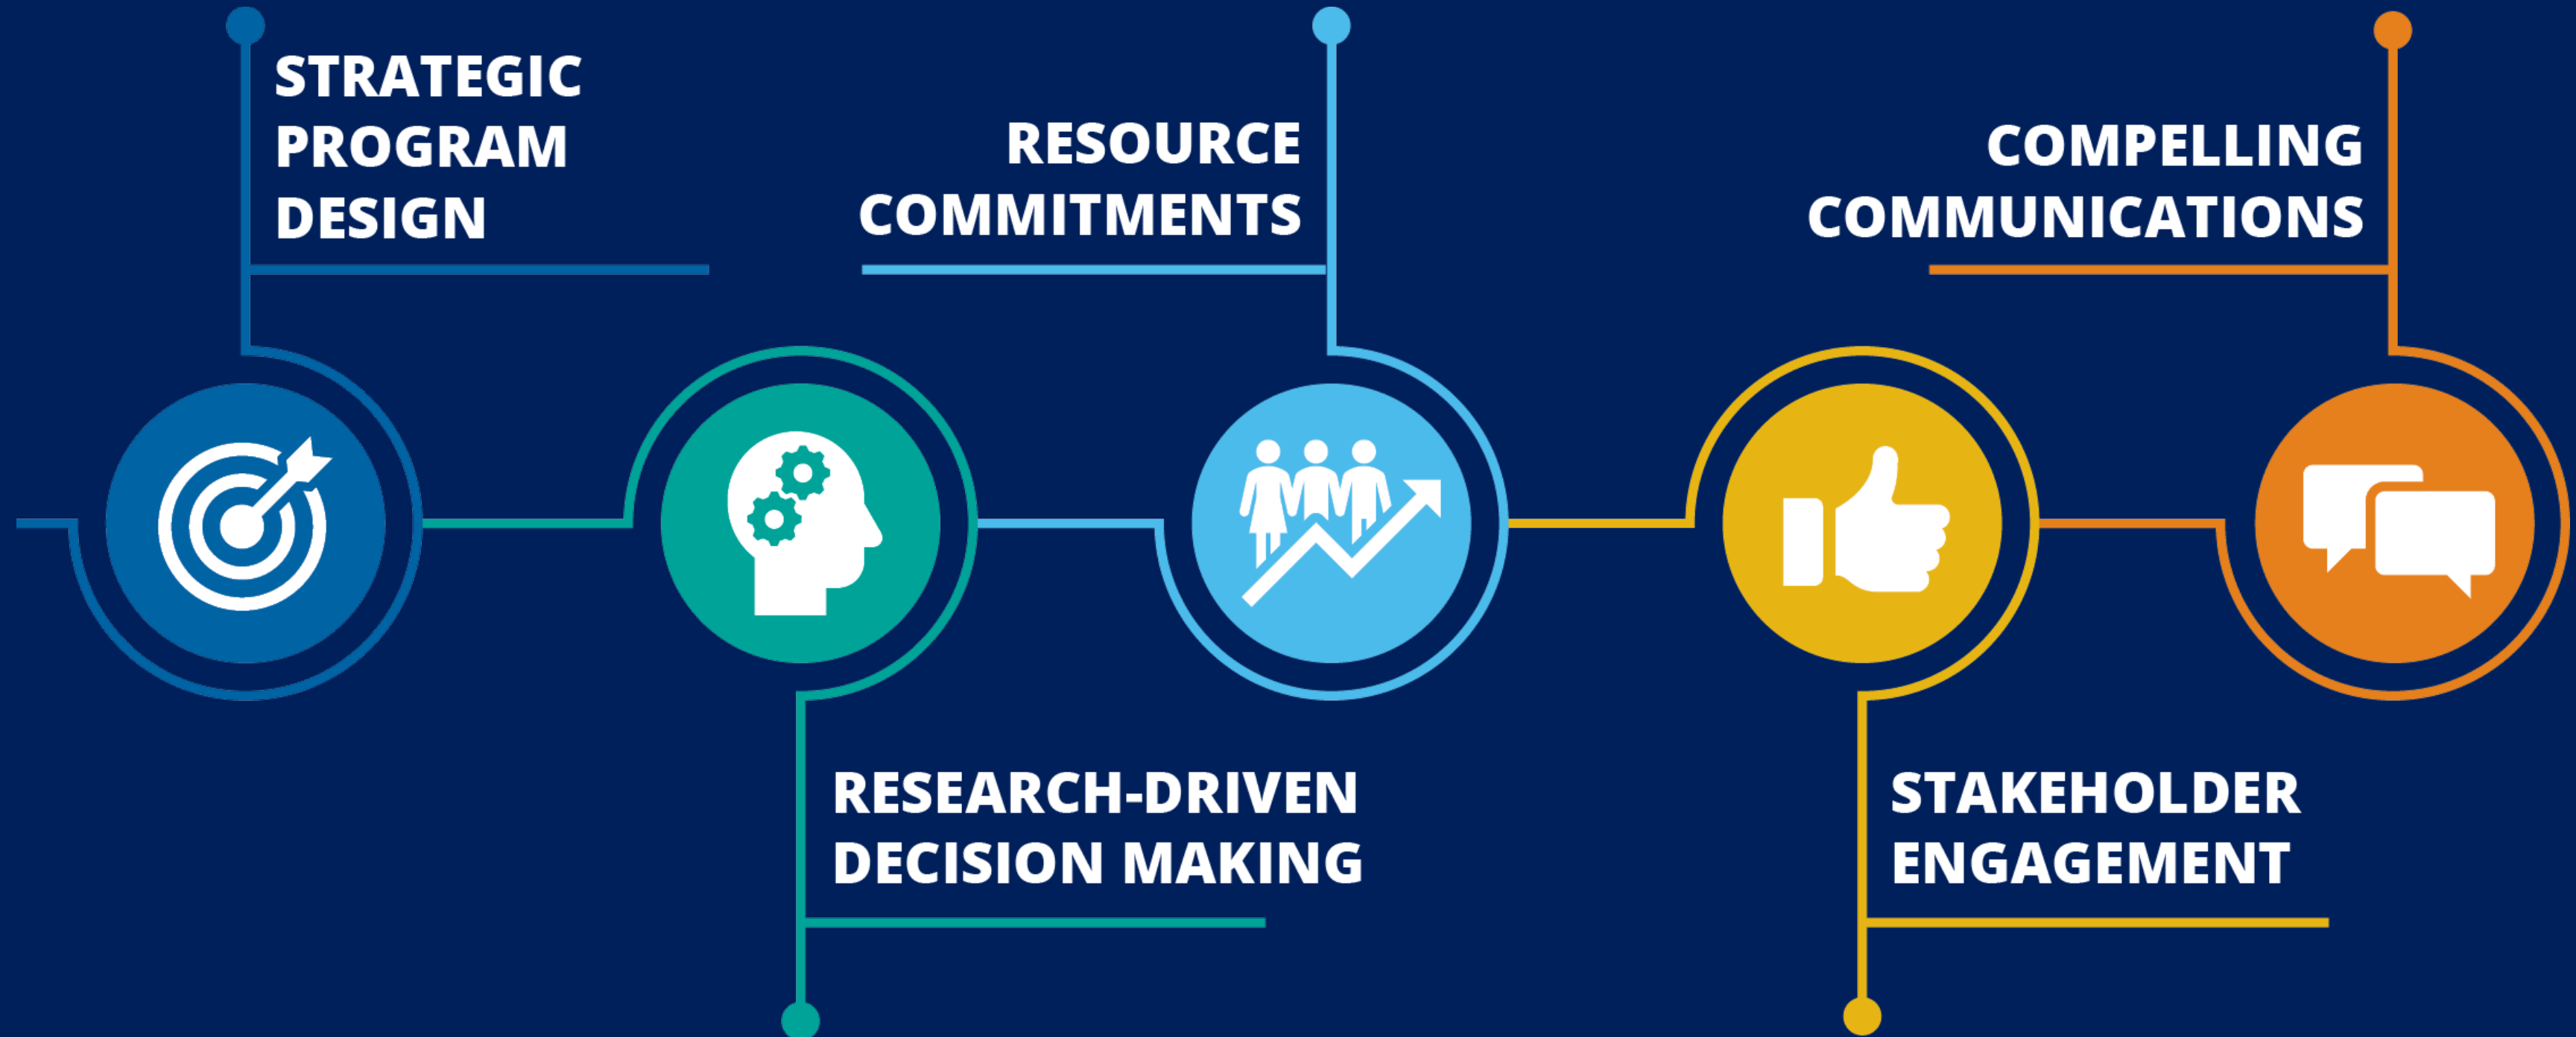 STRATEGIC
PROGRAM
DESIGN
RESEARCH-DRIVEN
DECISION MAKING
RESOURCE
COMMITMENTS
STAKEHOLDER
ENGAGEMENT
COMPELLING
COMMUNICATIONS